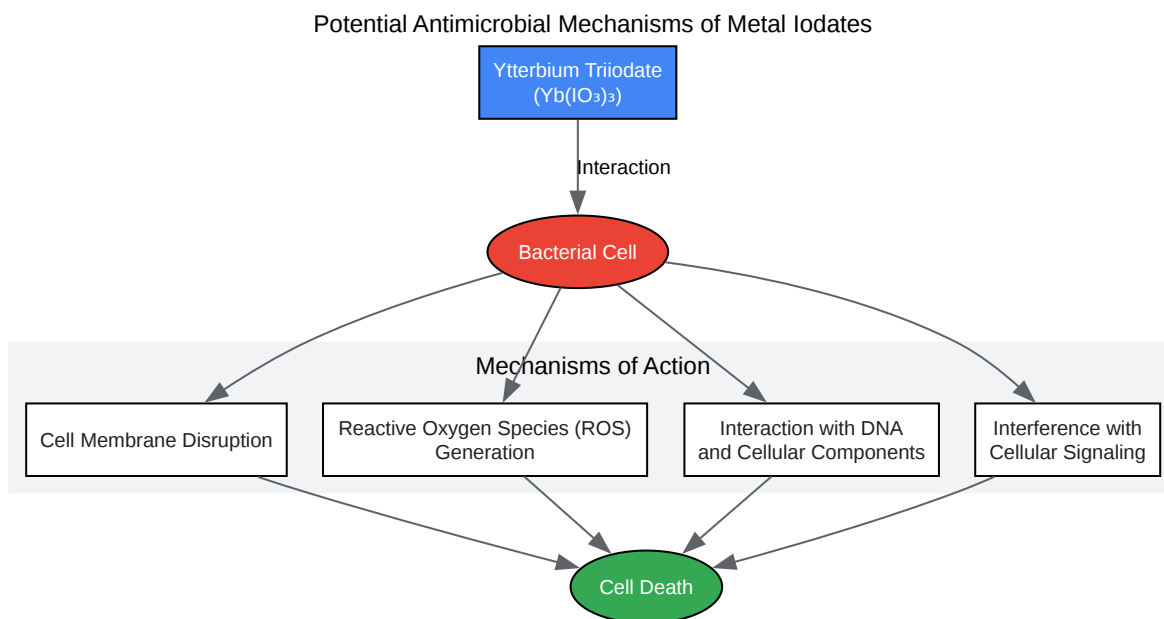 Potential Antimicrobial Mechanisms of Metal Iodates
Ytterbium Triiodate
(Yb(IO₃)₃)
Interaction
Bacterial Cell
Mechanisms of Action
Cell Membrane Disruption
Reactive Oxygen Species (ROS)
Generation
Interaction with DNA
and Cellular Components
Interference with
Cellular Signaling
Cell Death